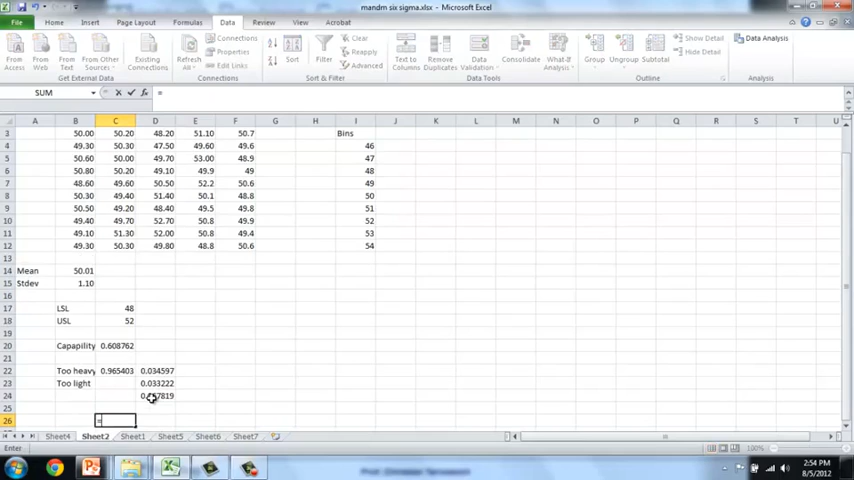 mandm six sigma.xlsx - Microsoft Excel
File Home Insert Page Layout Formulas Data Review View Acrobat
From Access From Web From Text From Other Sources Existing Connections Refresh All Connections Properties Edit Links Sort Filter Clear Reapply Advanced Text to Columns Remove Duplicates Data Validation Consolidate What-If Analysis Group Ungroup Subtotal Show Detail Hide Detail Data Analysis
Get External Data Connections Sort & Filter Data Tools Outline Analysis
SUM =
A B C D E F G H I J K L M N O P Q R S T U
3 50.00 50.20 48.20 51.10 50.7 Bins
4 49.30 50.30 47.50 49.60 49.6 46
5 50.60 50.00 49.70 53.00 48.9 47
6 50.80 50.20 49.10 49.9 49 48
7 48.60 49.60 50.50 52.2 50.6 49
8 50.30 49.40 51.40 50.1 48.8 50
9 50.50 49.20 48.40 49.5 49.8 51
10 49.40 49.70 52.70 50.8 49.9 52
11 49.10 51.30 52.00 50.8 49.4 53
12 49.30 50.30 49.80 48.8 50.6 54
13
14 Mean 50.01
15 Stdev 1.10
16
17 LSL 48
18 USL 52
19
20 Capapility 0.608762
21
22 Too heavy 0.965403 0.034597
23 Too light 0.033222
24 7819
25
26 =
Sheet4 Sheet2 Sheet1 Sheet5 Sheet6 Sheet7
Enter 100%
2:54 PM
8/5/2012